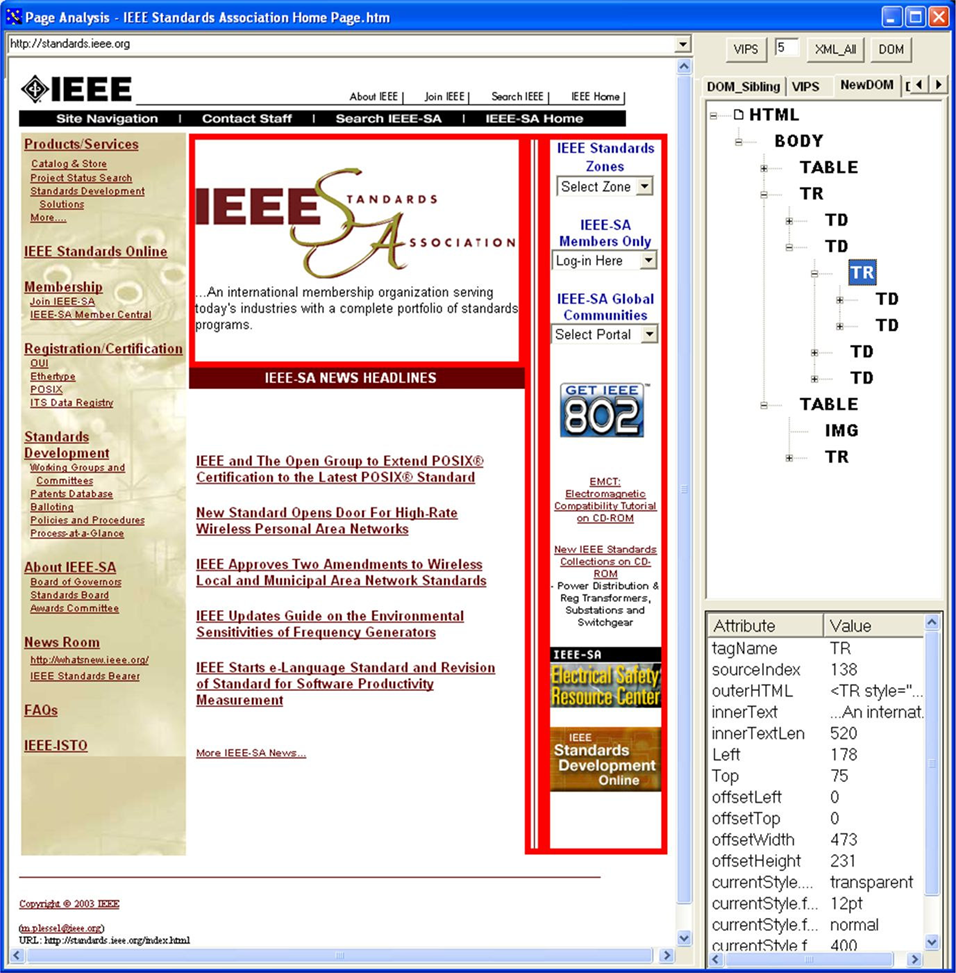 Page Analysis - IEEE Standards Association Home Page.htm
http://standards.ieee.org
VIPS
5
XML_All
DOM
IEEE
About IEEE
Join IEEE
Search IEEE
IEEE Home
Site Navigation | Contact Staff | Search IEEE-SA | IEEE-SA Home
Products/Services
Catalog & Store
Project Status Search
Standards Development
Solutions
More....
IEEE Standards Online
Membership
Join IEEE-SA
IEEE-SA Member Central
Registration/Certification
OUI
Ethertype
POSIX
ITS Data Registry
Standards
Development
Working Groups and
Committees
Patents Database
Balloting
Policies and Procedures
Process-at-a-Glance
About IEEE-SA
Board of Governors
Standards Board
Awards Committee
News Room
http://whatsnew.ieee.org/
IEEE Standards Bearer
FAQs
IEEE-ISTO
IEEE STANDARDS
ASSOCIATION
...An international membership organization serving
today's industries with a complete portfolio of standards
programs.
IEEE-SA NEWS HEADLINES
IEEE and The Open Group to Extend POSIX®
Certification to the Latest POSIX® Standard
New Standard Opens Door For High-Rate
Wireless Personal Area Networks
IEEE Approves Two Amendments to Wireless
Local and Municipal Area Network Standards
IEEE Updates Guide on the Environmental
Sensitivities of Frequency Generators
IEEE Starts e-Language Standard and Revision
of Standard for Software Productivity
Measurement
More IEEE-SA News...
IEEE Standards
Zones
Select Zone
IEEE-SA
Members Only
Log-in Here
IEEE-SA Global
Communities
Select Portal
GET IEEE™
802
EMCT:
Electromagnetic
Compatibility Tutorial
on CD-ROM
New IEEE Standards
Collections on CD-
ROM
- Power Distribution &
Reg Transformers,
Substations and
Switchgear
IEEE-SA
Electrical Safety
Resource Center
IEEE
Standards
Development
Online
Copyright © 2003 IEEE
(m.plessel@ieee.org)
URL: http://standards.ieee.org/index.html
DOM_Sibling
VIPS
NewDOM
HTML
BODY
TABLE
TR
TD
TD
TR
TD
TD
TD
TD
TABLE
IMG
TR
Attribute Value
tagName TR
sourceIndex 138
outerHTML <TR style="...
innerText ...An internat...
innerTextLen 520
Left 178
Top 75
offsetLeft 0
offsetTop 0
offsetWidth 473
offsetHeight 231
currentStyle.... transparent
currentStyle.f... 12pt
currentStyle.f... normal
currentStyle.f... 400